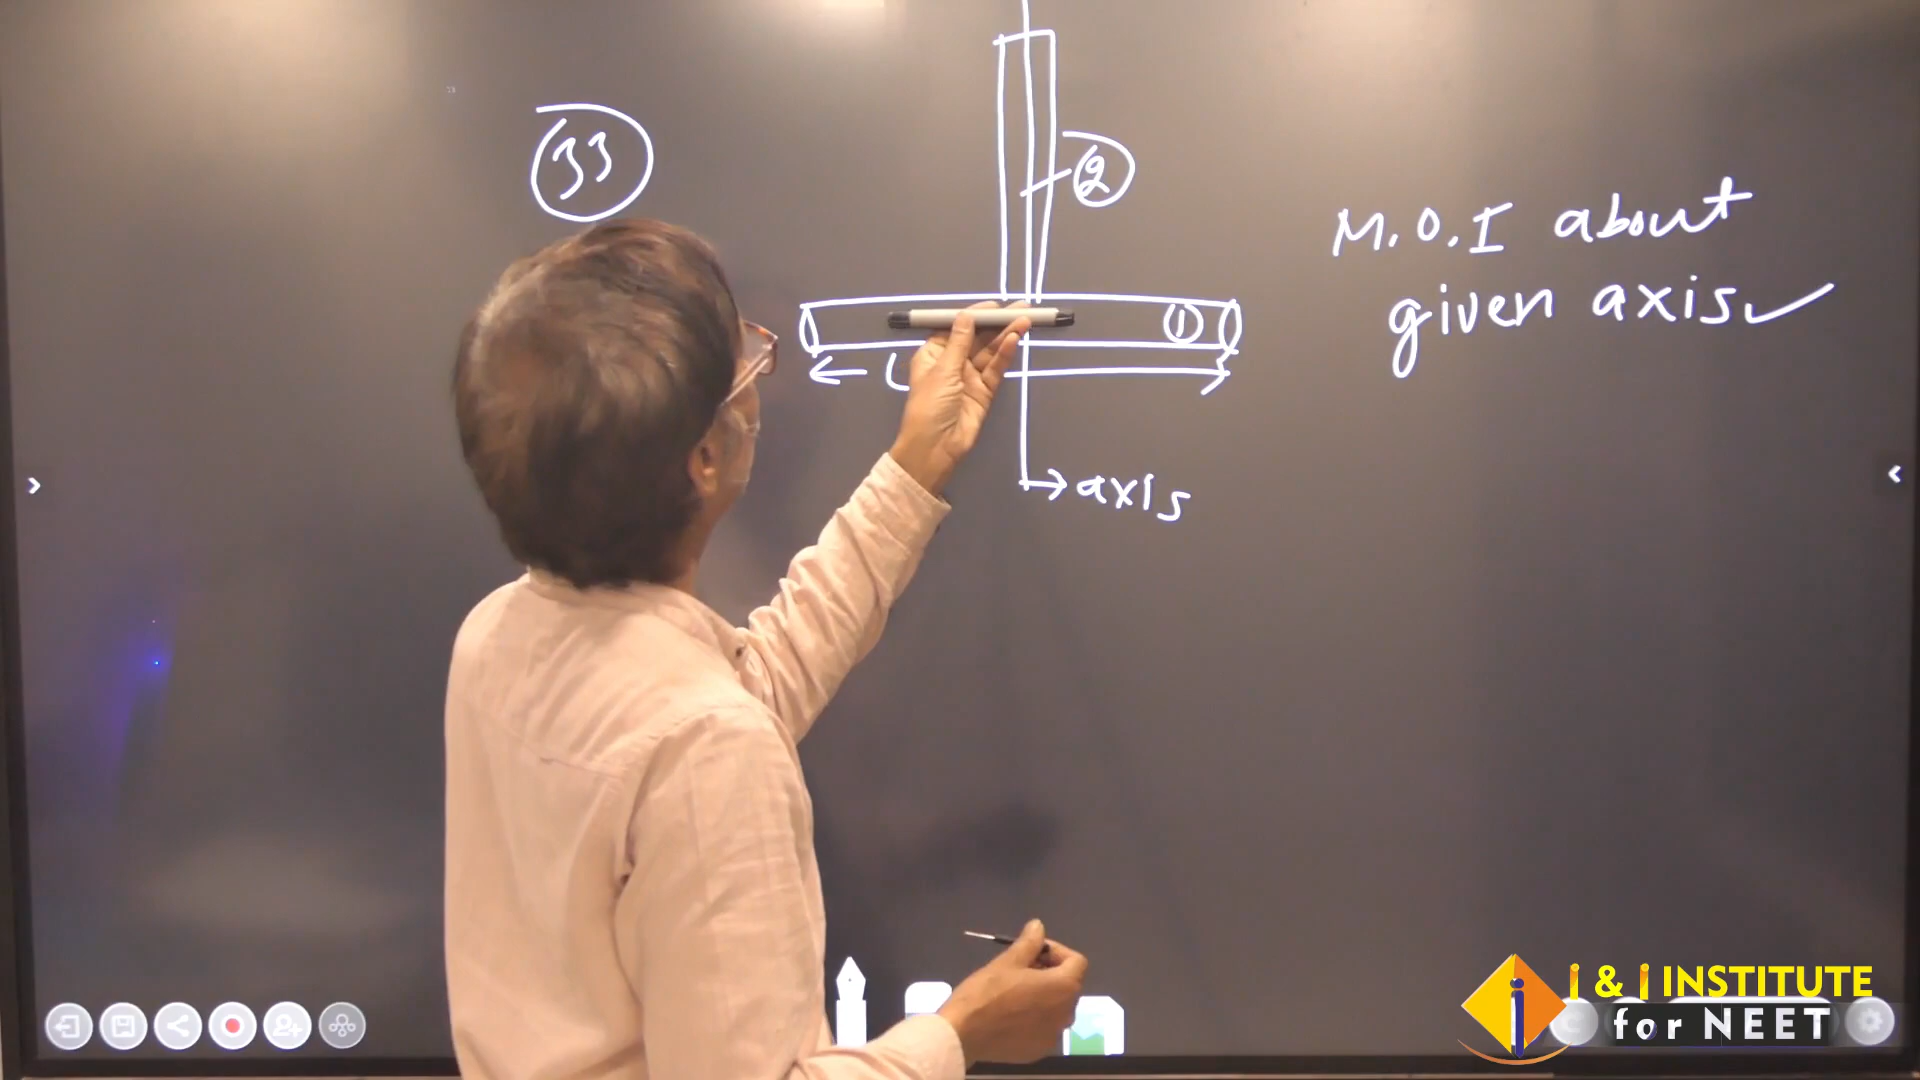 33
2
M.O.I about
given axis
1
L
axis
i & i INSTITUTE
for NEET